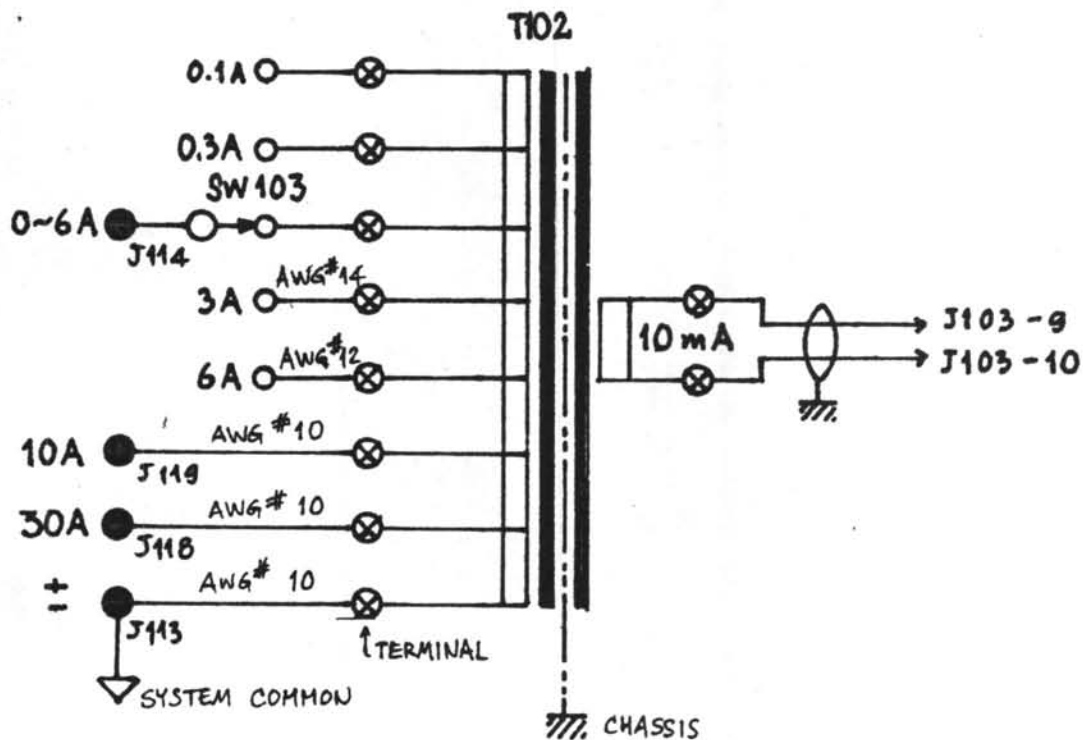 T102
0.1A
0.3A
SW103
0~6A
J114
AWG#14
3A
AWG#12
6A
10mA
J103-9
J103-10
AWG #10
10A
J119
AWG # 10
30A
J118
AWG# 10
±
J113
TERMINAL
SYSTEM COMMON
CHASSIS